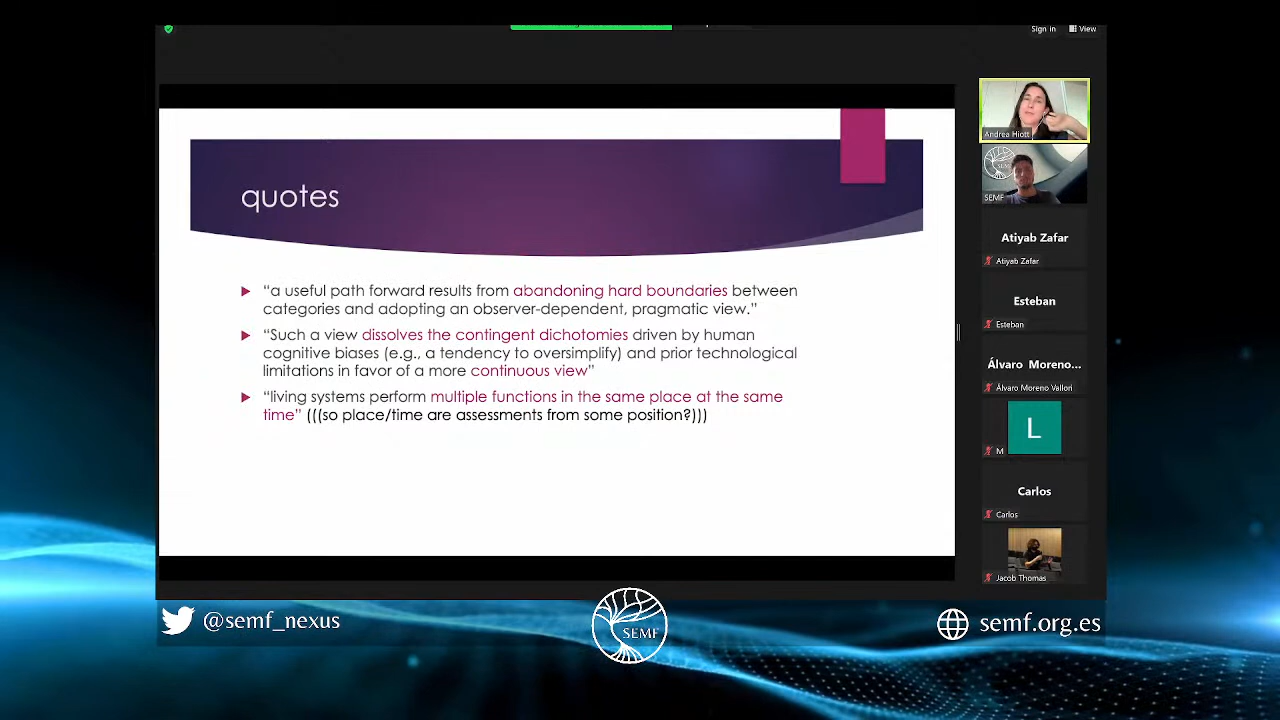 Sign in
View
quotes
“a useful path forward results from abandoning hard boundaries between
categories and adopting an observer-dependent, pragmatic view.”
“Such a view dissolves the contingent dichotomies driven by human
cognitive biases (e.g., a tendency to oversimplify) and prior technological
limitations in favor of a more continuous view”
“living systems perform multiple functions in the same place at the same
time” (((so place/time are assessments from some position?)))
Andrea Hiott
SEMF
Atiyab Zafar
Atiyab Zafar
Esteban
Esteban
Álvaro Moreno...
Álvaro Moreno Vallori
L
M
Carlos
Carlos
Jacob Thomas
@semf_nexus
SEMF
semf.org.es